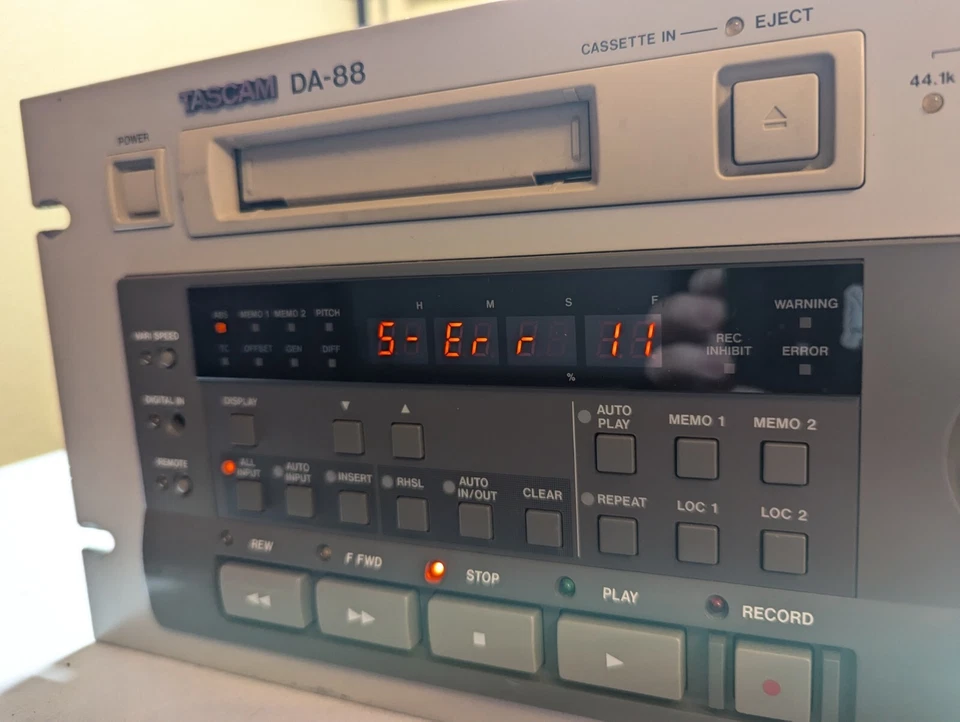 CASSETTE IN EJECT
TASCAM DA-88
44.1k
POWER
H M S F
ABS MEMO 1 MEMO 2 PITCH
WARNING
S-Err 11
VARI SPEED
TC OFFSET GEN DIFF
REC
INHIBIT
ERROR
%
DIGITAL IN
DISPLAY
▼ ▲
AUTO
PLAY
MEMO 1 MEMO 2
REMOTE
ALL
INPUT
AUTO
INPUT
INSERT
RHSL
AUTO
IN/OUT
CLEAR
REPEAT
LOC 1 LOC 2
REW F FWD STOP PLAY RECORD